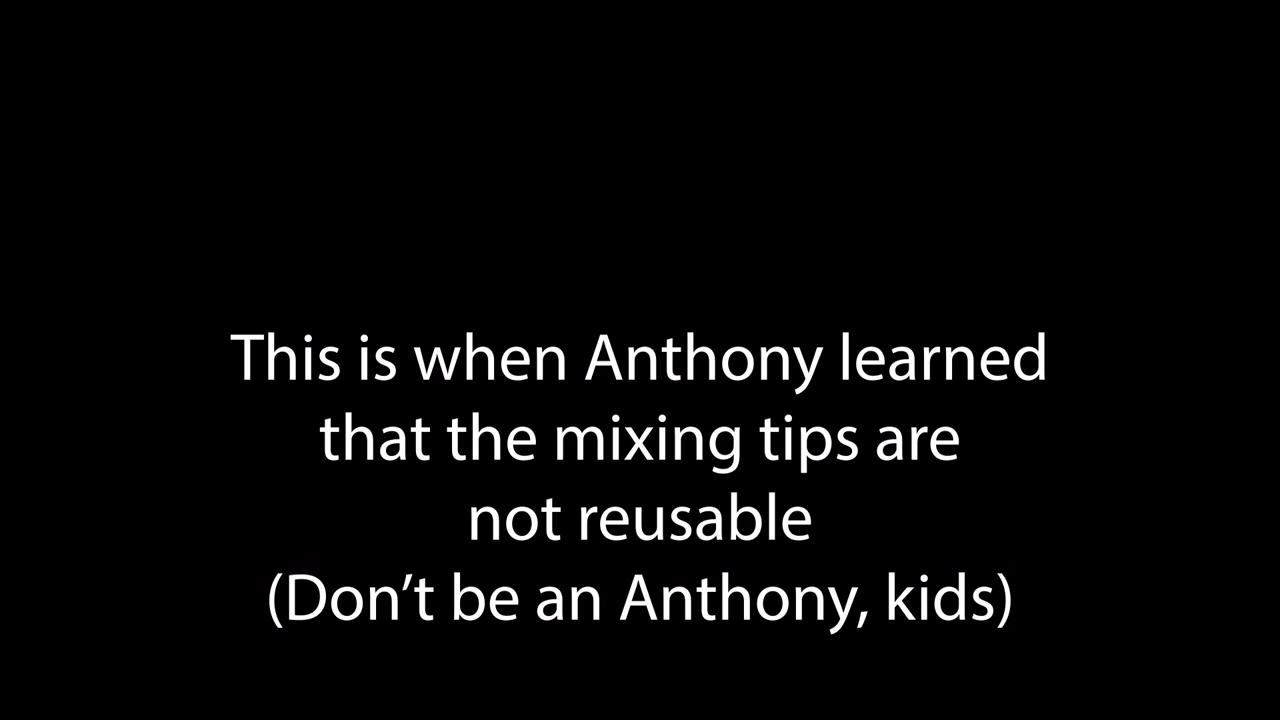 This is when Anthony learned
that the mixing tips are
not reusable
(Don’t be an Anthony, kids)